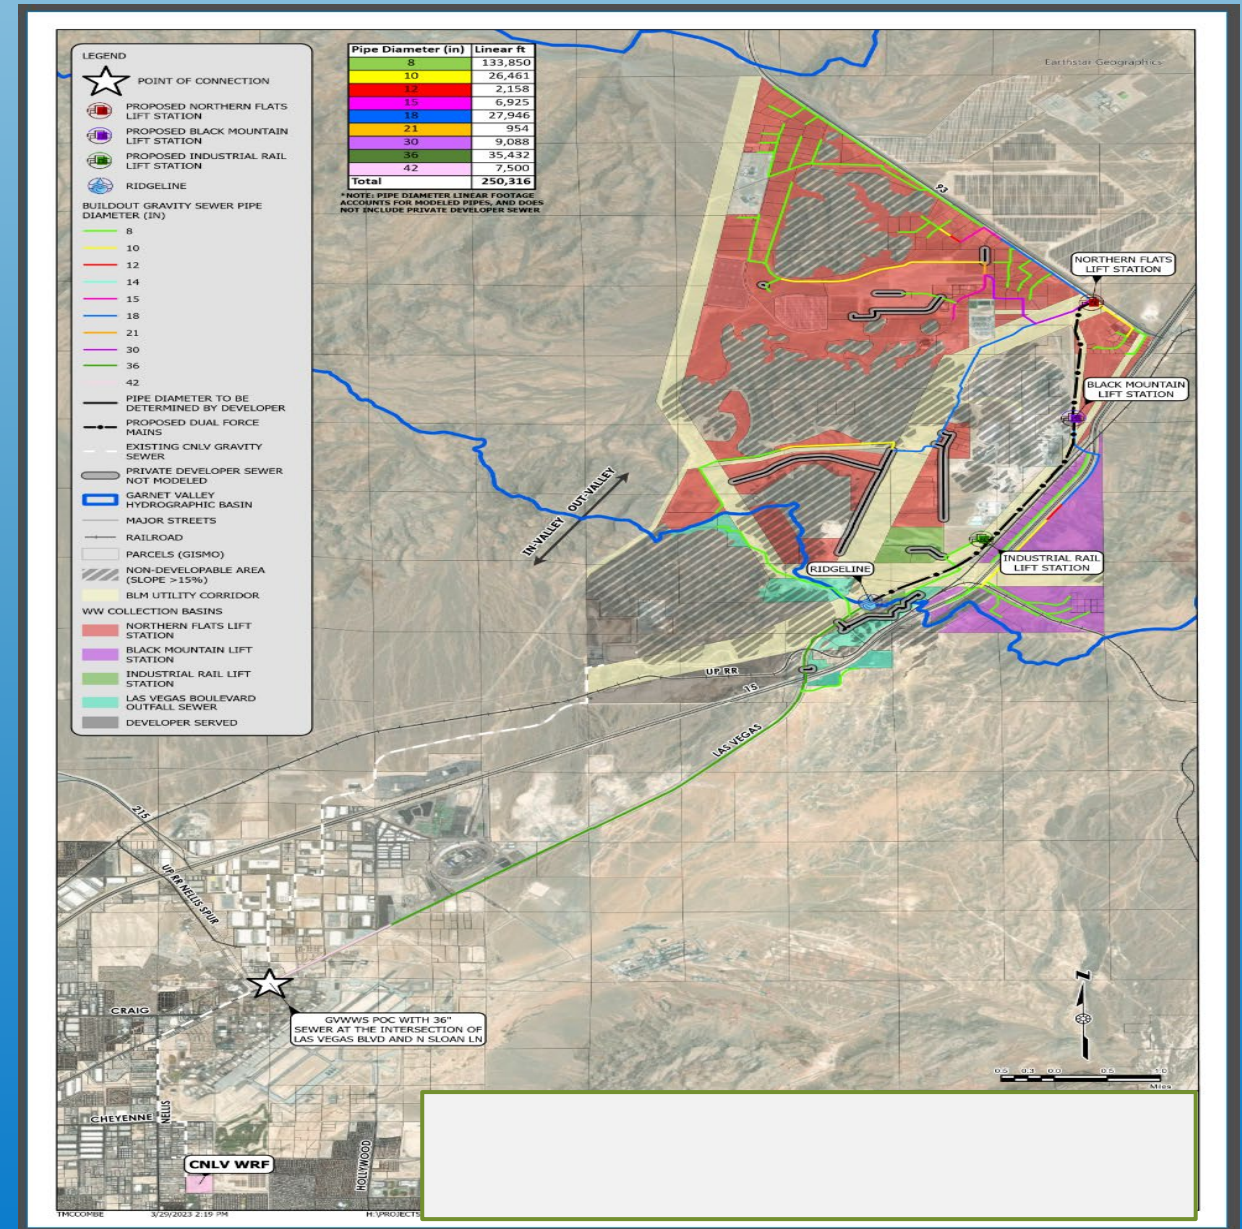 LEGEND
POINT OF CONNECTION
PROPOSED NORTHERN FLATS
LIFT STATION
PROPOSED BLACK MOUNTAIN
LIFT STATION
PROPOSED INDUSTRIAL RAIL
LIFT STATION
RIDGELINE
BUILDOUT GRAVITY SEWER PIPE
DIAMETER (IN)
8
10
12
14
15
18
21
30
36
42
PIPE DIAMETER TO BE
DETERMINED BY DEVELOPER
PROPOSED DUAL FORCE
MAINS
EXISTING CNLV GRAVITY
SEWER
PRIVATE DEVELOPER SEWER
NOT MODELED
GARNET VALLEY
HYDROGRAPHIC BASIN
MAJOR STREETS
RAILROAD
PARCELS (GISMO)
NON-DEVELOPABLE AREA
(SLOPE >15%)
BLM UTILITY CORRIDOR
WW COLLECTION BASINS
NORTHERN FLATS LIFT
STATION
BLACK MOUNTAIN LIFT
STATION
INDUSTRIAL RAIL LIFT
STATION
LAS VEGAS BOULEVARD
OUTFALL SEWER
DEVELOPER SERVED
Pipe Diameter (in) Linear ft
8 133,850
10 26,461
12 2,158
15 6,925
18 27,946
21 954
30 9,088
36 35,432
42 7,500
Total 250,316
*NOTE: PIPE DIAMETER LINEAR FOOTAGE
ACCOUNTS FOR MODELED PIPES, AND DOES
NOT INCLUDE PRIVATE DEVELOPER SEWER
Earthstar Geographics
93
NORTHERN FLATS
LIFT STATION
BLACK MOUNTAIN
LIFT STATION
IN-VALLEY OUT-VALLEY
INDUSTRIAL RAIL
LIFT STATION
RIDGELINE
UP RR
15
LAS VEGAS
215
UP RR NELLIS SPUR
CRAIG
GVWWS POC WITH 36"
SEWER AT THE INTERSECTION OF
LAS VEGAS BLVD AND N SLOAN LN
Z
0.5 0.3 0.0 0.5 1.0
Miles
CHEYENNE
NELLIS
HOLLYWOOD
CNLV WRF
TMCCOMBE 3/29/2023 2:19 PM H:\PROJECTS